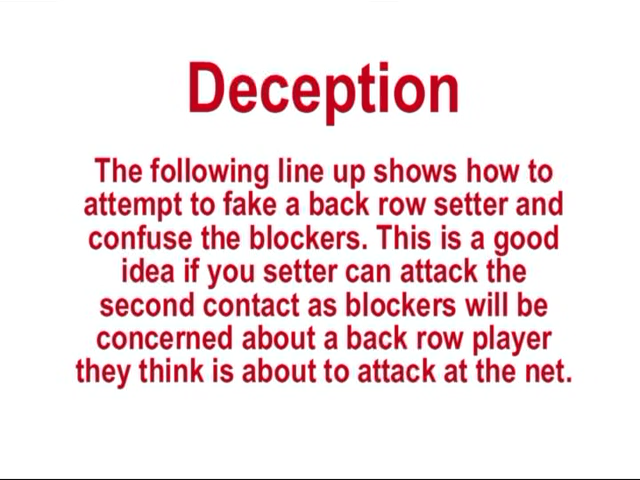 Deception
The following line up shows how to
attempt to fake a back row setter and
confuse the blockers. This is a good
idea if you setter can attack the
second contact as blockers will be
concerned about a back row player
they think is about to attack at the net.